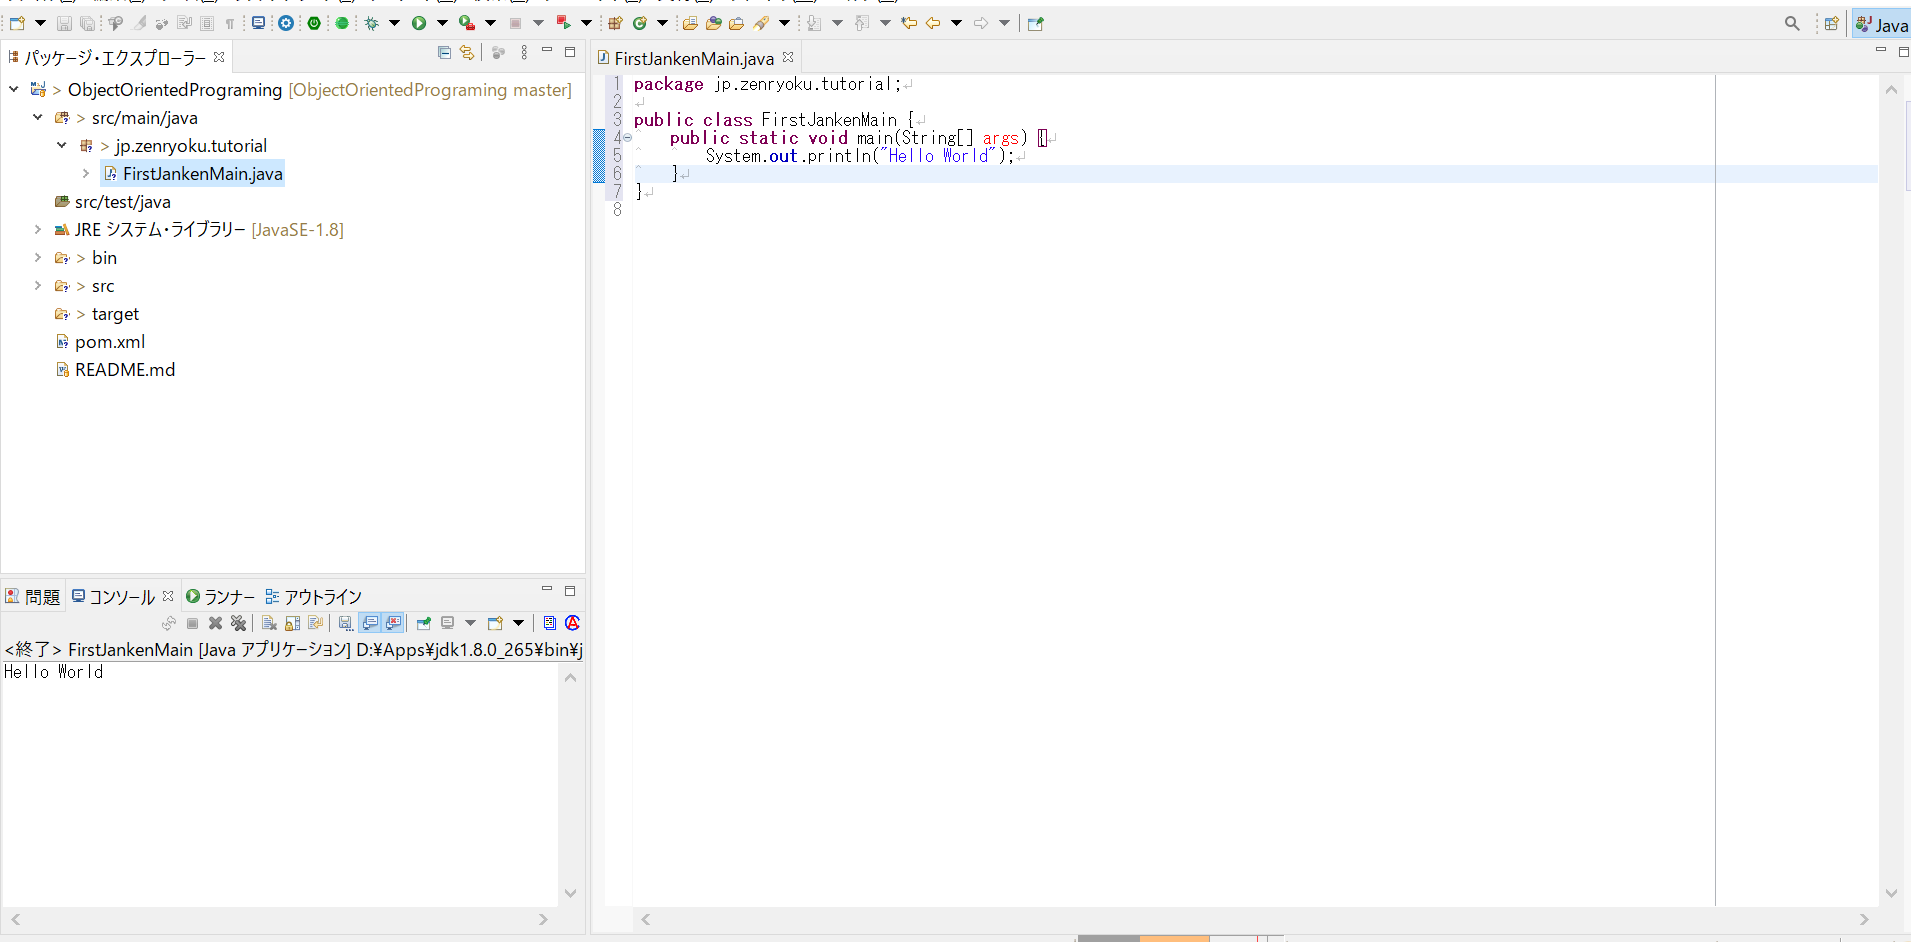 Java
パッケージ・エクスプローラー
> ObjectOrientedPrograming [ObjectOrientedPrograming master]
> src/main/java
> jp.zenryoku.tutorial
> FirstJankenMain.java
src/test/java
> JRE システム・ライブラリー [JavaSE-1.8]
> > bin
> > src
> target
pom.xml
README.md
FirstJankenMain.java
1 package jp.zenryoku.tutorial;
2
3 public class FirstJankenMain {
4 public static void main(String[] args) {
5 System.out.println("Hello World");
6 }
7 }
8
問題 コンソール ランナー アウトライン
<終了> FirstJankenMain [Java アプリケーション] D:¥Apps¥jdk1.8.0_265¥bin¥j
Hello World